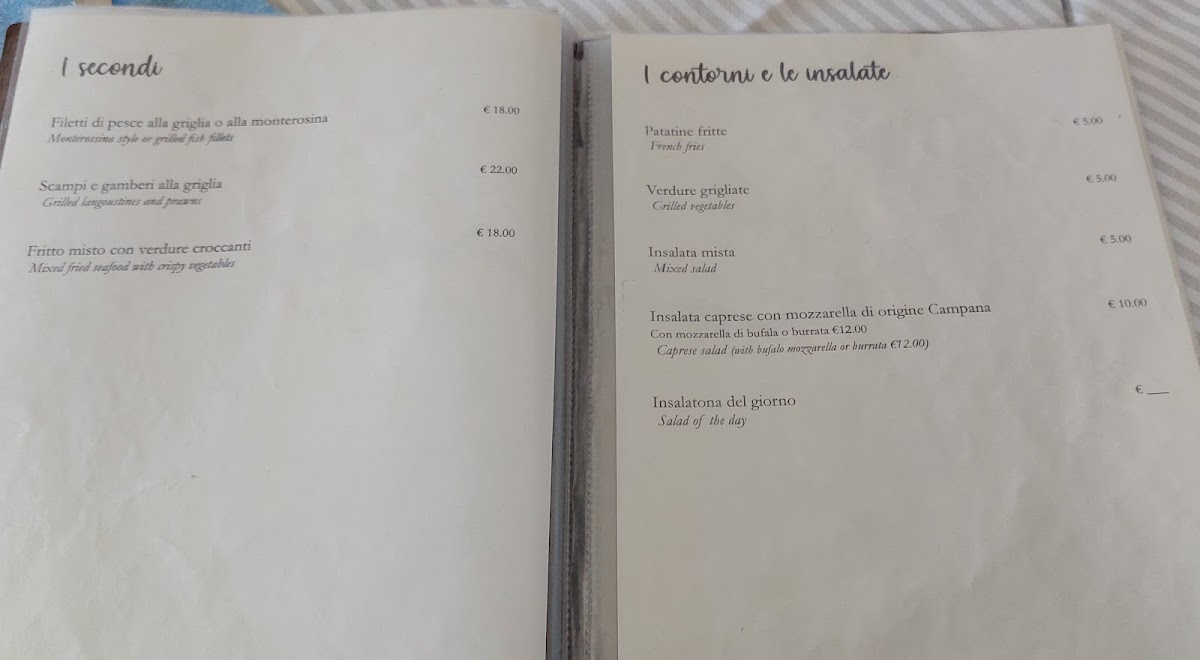 I secondi
Filetti di pesce alla griglia o alla monterosina € 18.00
Monterossina style or grilled fish fillets
Scampi e gamberi alla griglia € 22.00
Grilled langoustines and prawns
Fritto misto con verdure croccanti € 18.00
Mixed fried seafood with crispy vegetables
I contorni e le insalate
Patatine fritte € 5.00
French fries
Verdure grigliate € 5.00
Grilled vegetables
Insalata mista € 5.00
Mixed salad
Insalata caprese con mozzarella di origine Campana € 10.00
Con mozzarella di bufala o burrata €12.00
Caprese salad (with bufalo mozzarella or burrata €12.00)
Insalatona del giorno € __
Salad of the day